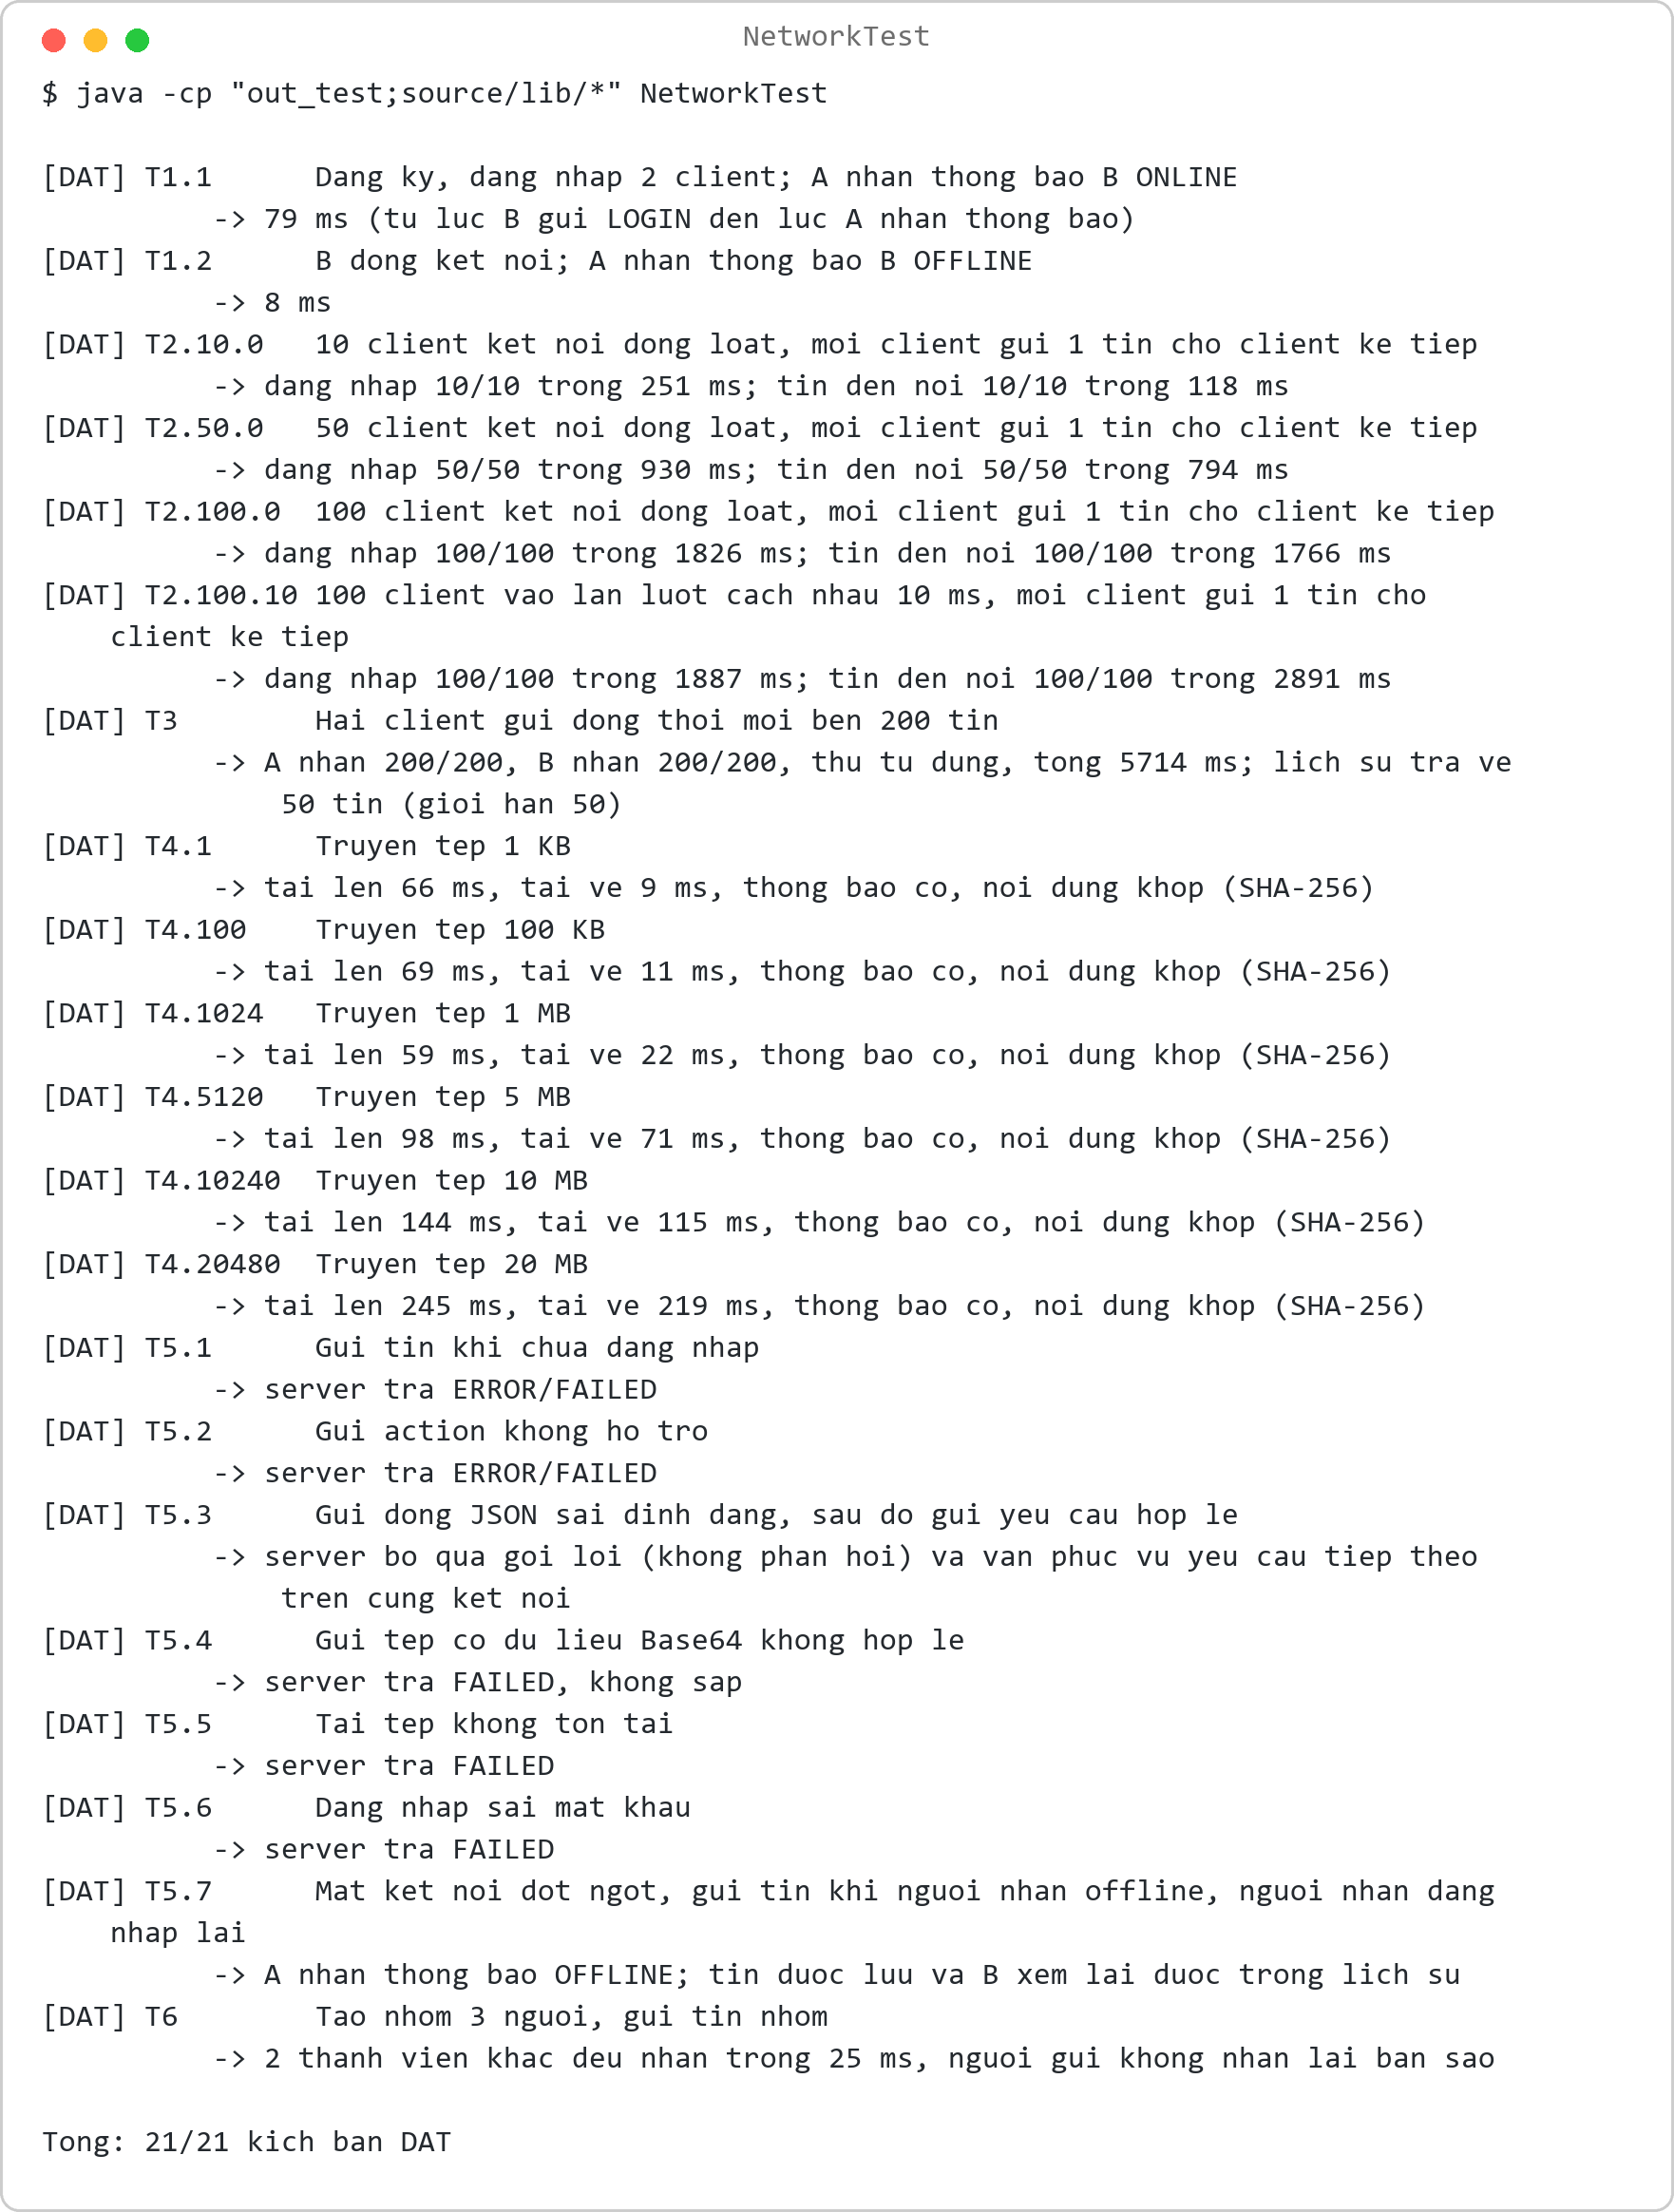 NetworkTest
$ java -cp "out_test;source/lib/*" NetworkTest
[DAT] T1.1      Dang ky, dang nhap 2 client; A nhan thong bao B ONLINE
-> 79 ms (tu luc B gui LOGIN den luc A nhan thong bao)
[DAT] T1.2      B dong ket noi; A nhan thong bao B OFFLINE
-> 8 ms
[DAT] T2.10.0   10 client ket noi dong loat, moi client gui 1 tin cho client ke tiep
-> dang nhap 10/10 trong 251 ms; tin den noi 10/10 trong 118 ms
[DAT] T2.50.0   50 client ket noi dong loat, moi client gui 1 tin cho client ke tiep
-> dang nhap 50/50 trong 930 ms; tin den noi 50/50 trong 794 ms
[DAT] T2.100.0  100 client ket noi dong loat, moi client gui 1 tin cho client ke tiep
-> dang nhap 100/100 trong 1826 ms; tin den noi 100/100 trong 1766 ms
[DAT] T2.100.10 100 client vao lan luot cach nhau 10 ms, moi client gui 1 tin cho
client ke tiep
-> dang nhap 100/100 trong 1887 ms; tin den noi 100/100 trong 2891 ms
[DAT] T3        Hai client gui dong thoi moi ben 200 tin
-> A nhan 200/200, B nhan 200/200, thu tu dung, tong 5714 ms; lich su tra ve
50 tin (gioi han 50)
[DAT] T4.1      Truyen tep 1 KB
-> tai len 66 ms, tai ve 9 ms, thong bao co, noi dung khop (SHA-256)
[DAT] T4.100    Truyen tep 100 KB
-> tai len 69 ms, tai ve 11 ms, thong bao co, noi dung khop (SHA-256)
[DAT] T4.1024   Truyen tep 1 MB
-> tai len 59 ms, tai ve 22 ms, thong bao co, noi dung khop (SHA-256)
[DAT] T4.5120   Truyen tep 5 MB
-> tai len 98 ms, tai ve 71 ms, thong bao co, noi dung khop (SHA-256)
[DAT] T4.10240  Truyen tep 10 MB
-> tai len 144 ms, tai ve 115 ms, thong bao co, noi dung khop (SHA-256)
[DAT] T4.20480  Truyen tep 20 MB
-> tai len 245 ms, tai ve 219 ms, thong bao co, noi dung khop (SHA-256)
[DAT] T5.1      Gui tin khi chua dang nhap
-> server tra ERROR/FAILED
[DAT] T5.2      Gui action khong ho tro
-> server tra ERROR/FAILED
[DAT] T5.3      Gui dong JSON sai dinh dang, sau do gui yeu cau hop le
-> server bo qua goi loi (khong phan hoi) va van phuc vu yeu cau tiep theo
tren cung ket noi
[DAT] T5.4      Gui tep co du lieu Base64 khong hop le
-> server tra FAILED, khong sap
[DAT] T5.5      Tai tep khong ton tai
-> server tra FAILED
[DAT] T5.6      Dang nhap sai mat khau
-> server tra FAILED
[DAT] T5.7      Mat ket noi dot ngot, gui tin khi nguoi nhan offline, nguoi nhan dang
nhap lai
-> A nhan thong bao OFFLINE; tin duoc luu va B xem lai duoc trong lich su
[DAT] T6        Tao nhom 3 nguoi, gui tin nhom
-> 2 thanh vien khac deu nhan trong 25 ms, nguoi gui khong nhan lai ban sao
Tong: 21/21 kich ban DAT